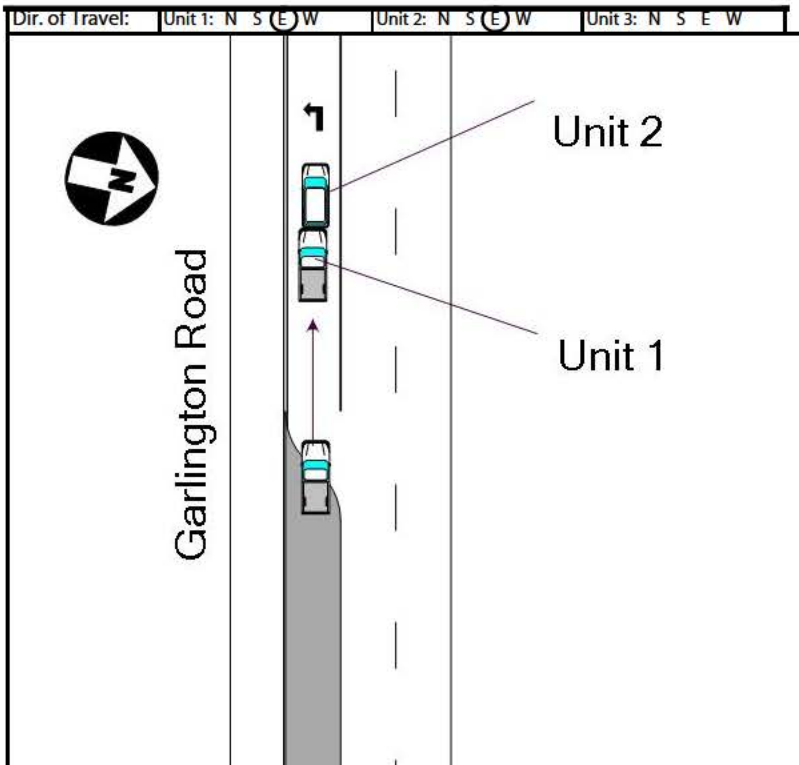 Dir. of Travel: Unit 1: N S E W Unit 2: N S E W Unit 3: N S E W
N
Unit 2
Garlington Road
Unit 1